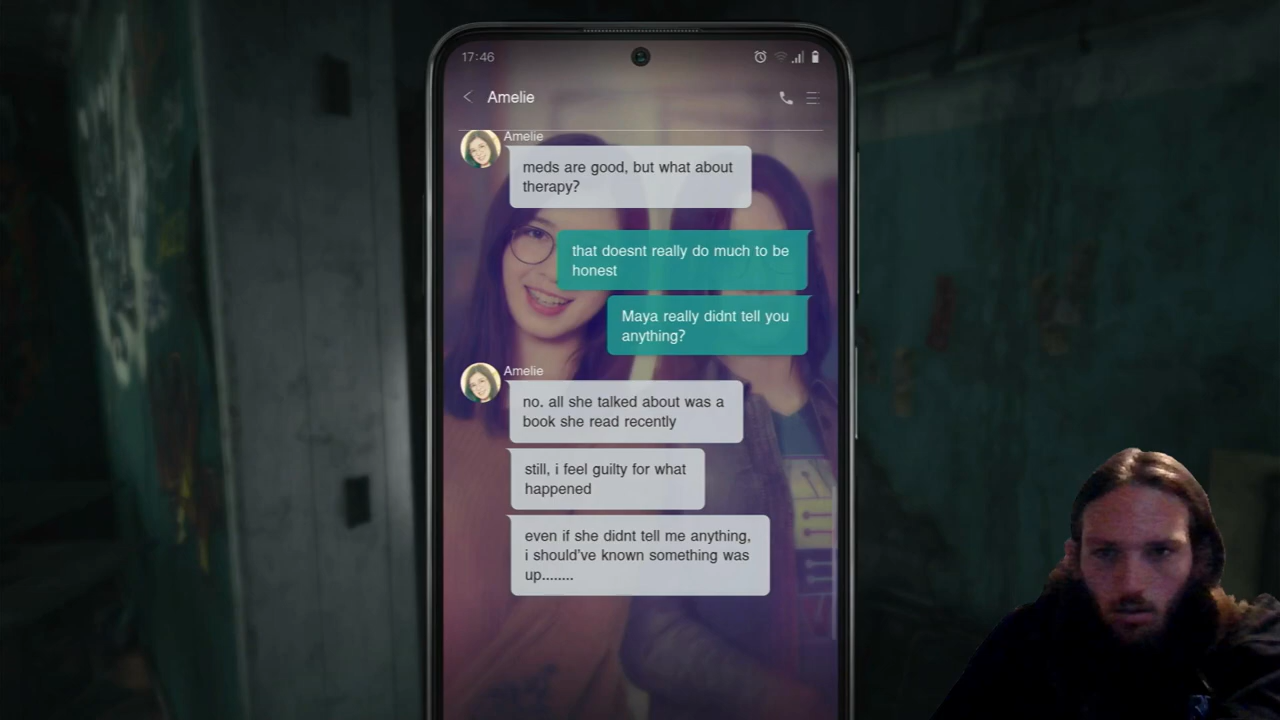 17:46
Amelie
Amelie
meds are good, but what about
therapy?
that doesnt really do much to be
honest
Maya really didnt tell you
anything?
Amelie
no. all she talked about was a
book she read recently
still, i feel guilty for what
happened
even if she didnt tell me anything,
i should've known something was
up........